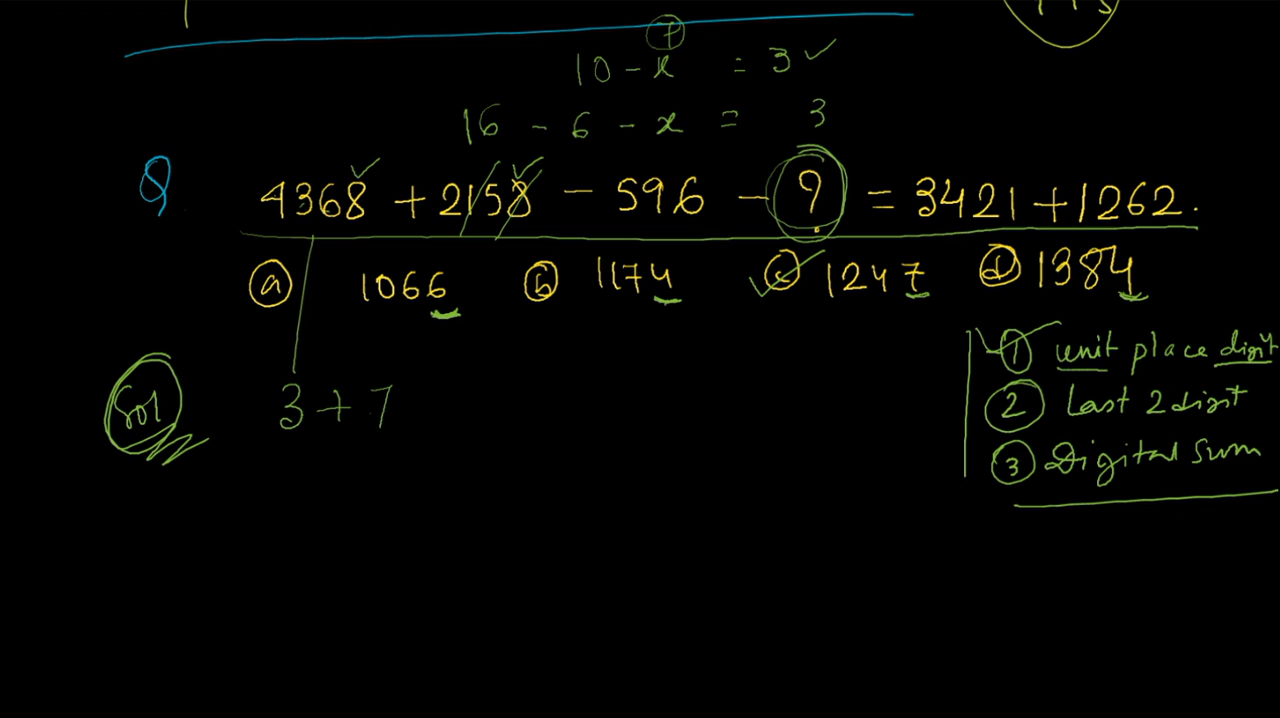 7
10 - x = 3 ✓
16 - 6 - x = 3
Q 4368 + 2158 - 596 - ? = 3421 + 1262.
(a) 1066 (b) 1174 (c) 1247 (d) 1384
① unit place digit
② Last 2 digit
③ Digital Sum
Sol 3 + 7